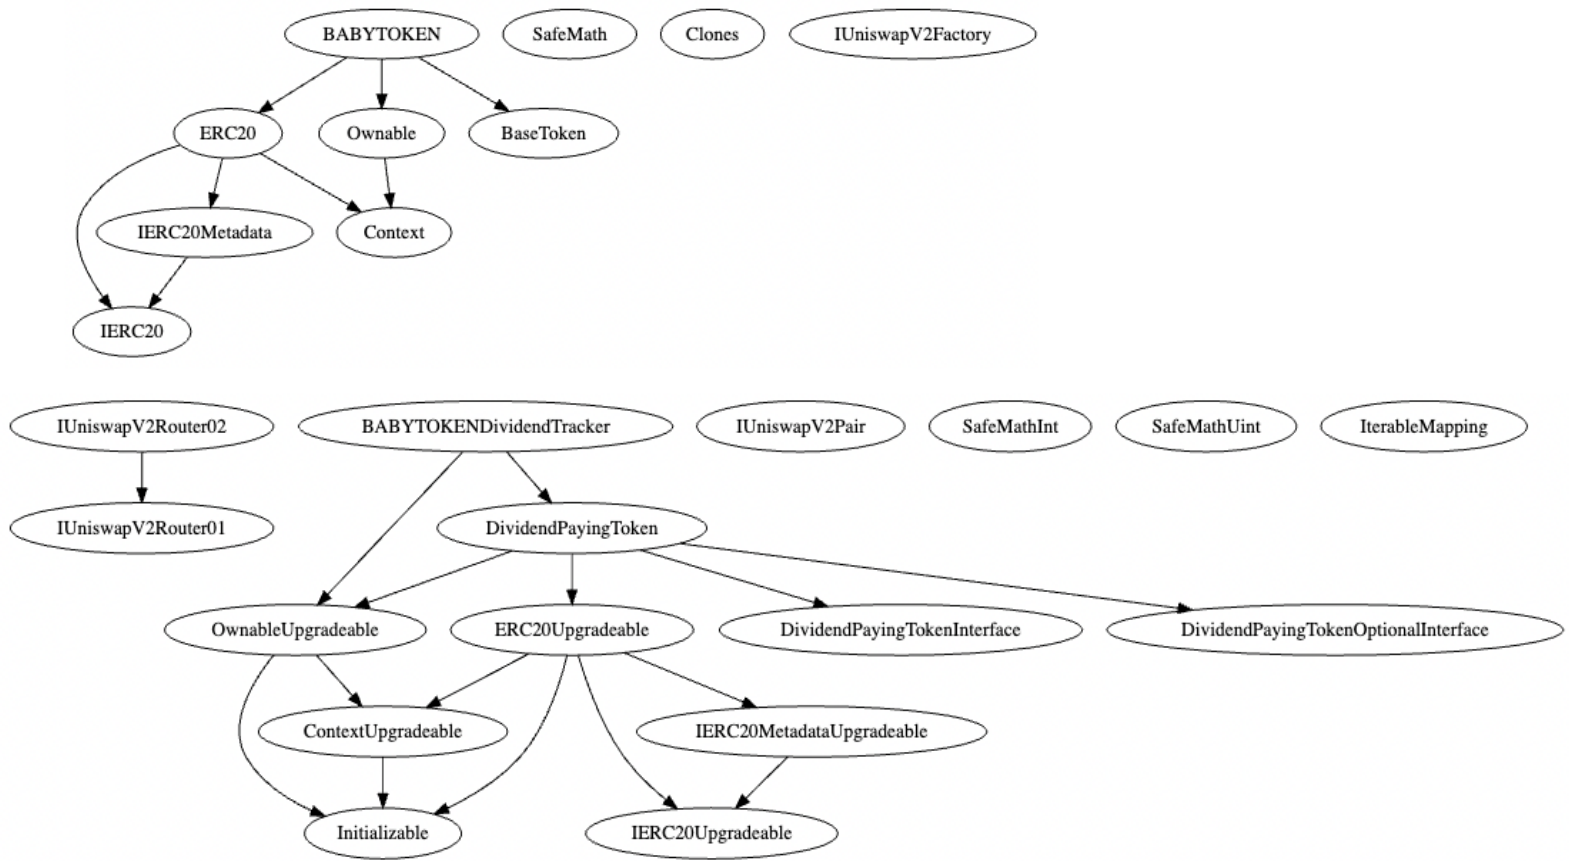 BABYTOKEN
SafeMath
Clones
IUniswapV2Factory
ERC20
Ownable
BaseToken
IERC20Metadata
Context
IERC20
IUniswapV2Router02
BABYTOKENDividendTracker
IUniswapV2Pair
SafeMathInt
SafeMathUint
IterableMapping
IUniswapV2Router01
DividendPayingToken
OwnableUpgradeable
ERC20Upgradeable
DividendPayingTokenInterface
DividendPayingTokenOptionalInterface
ContextUpgradeable
IERC20MetadataUpgradeable
Initializable
IERC20Upgradeable